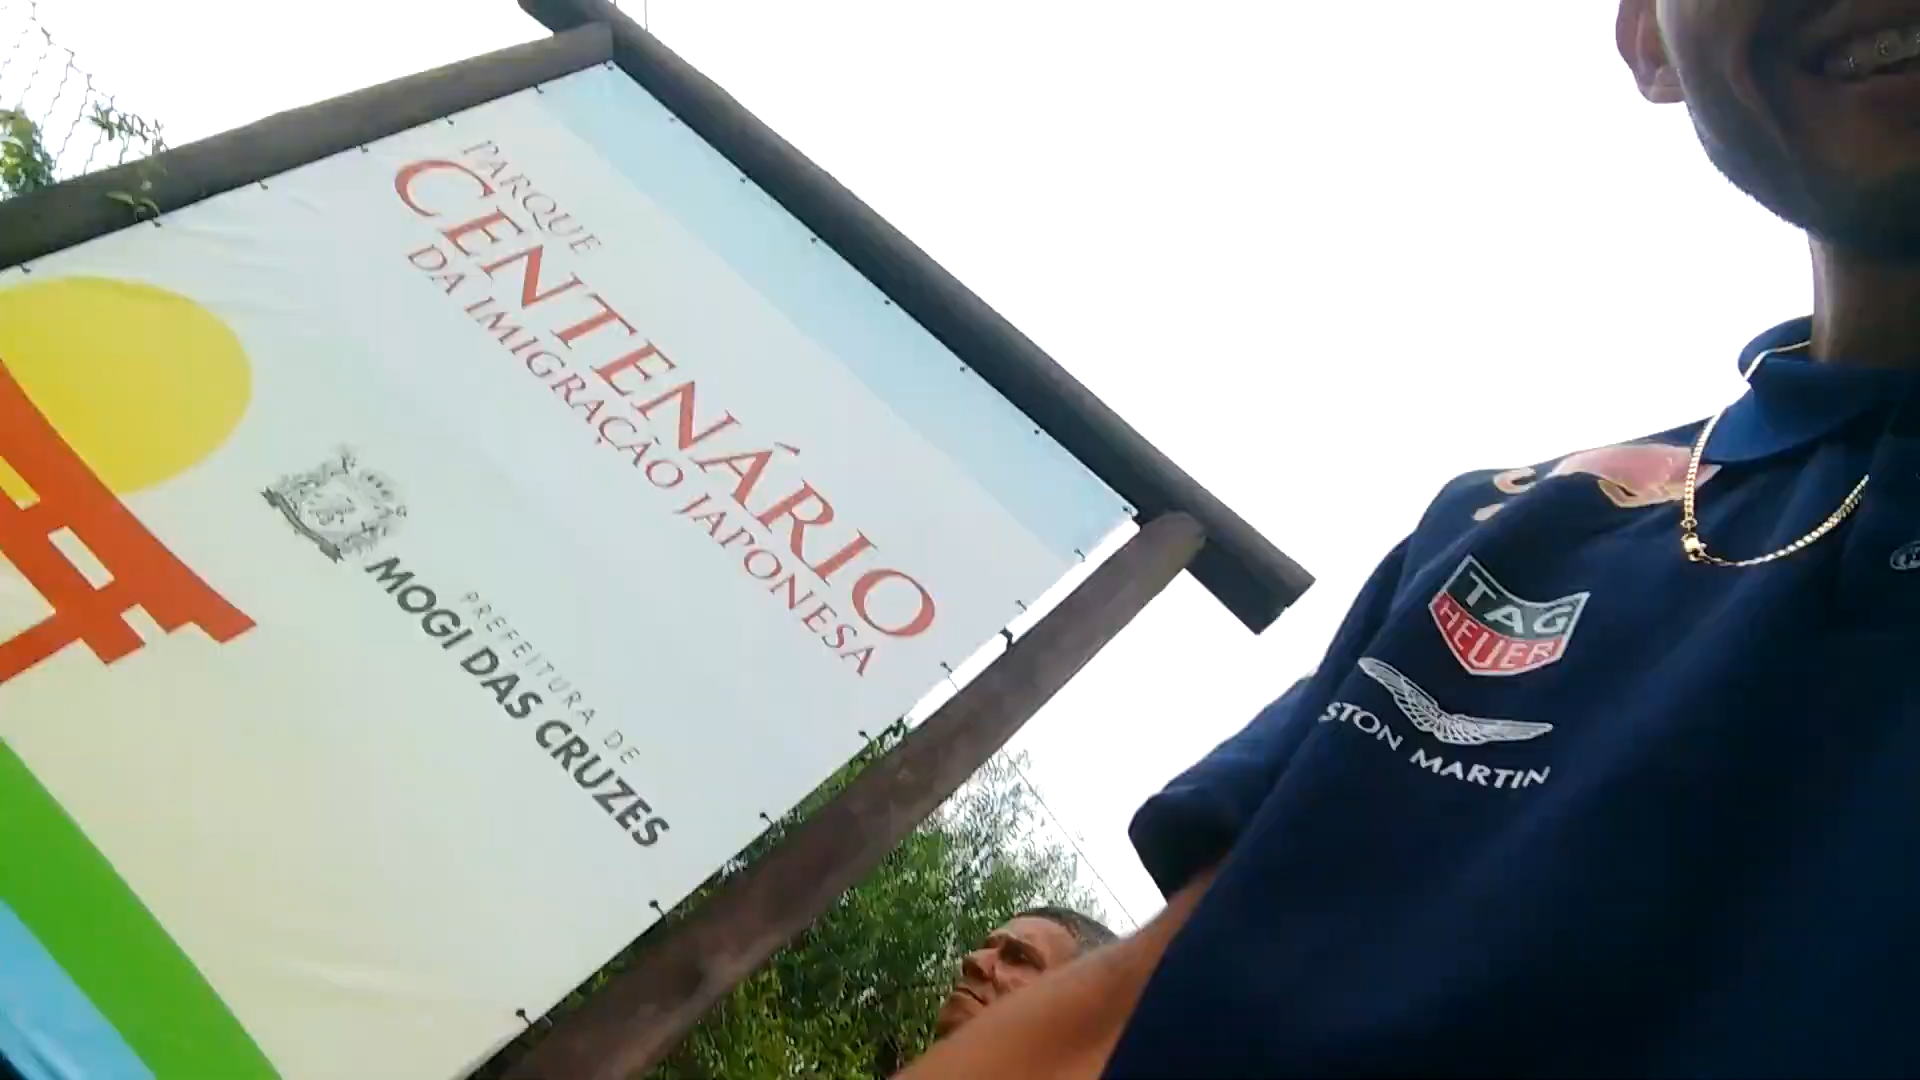 PARQUE
CENTENÁRIO
DA IMIGRAÇÃO JAPONESA
PREFEITURA DE
MOGI DAS CRUZES
TAG
HEUER
STON MARTIN